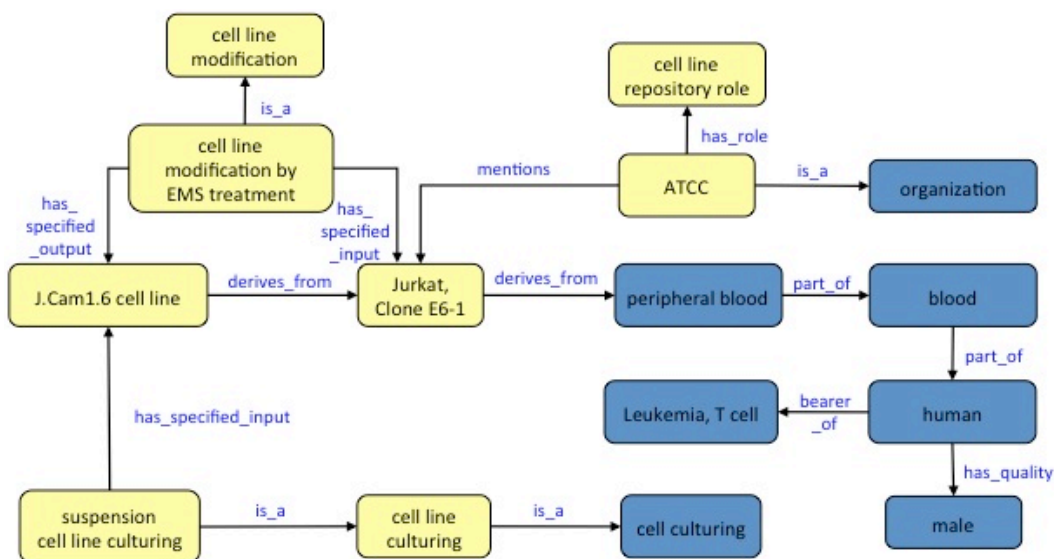 cell line
modification
is_a
cell line
modification by
EMS treatment
cell line
repository role
has_role
mentions
ATCC
is_a
organization
has_
specified
_output
has_
specified
_input
J.Cam1.6 cell line
derives_from
Jurkat,
Clone E6-1
derives_from
peripheral blood
part_of
blood
part_of
has_specified_input
Leukemia, T cell
bearer
_of
human
has_quality
suspension
cell line culturing
is_a
cell line
culturing
is_a
cell culturing
male